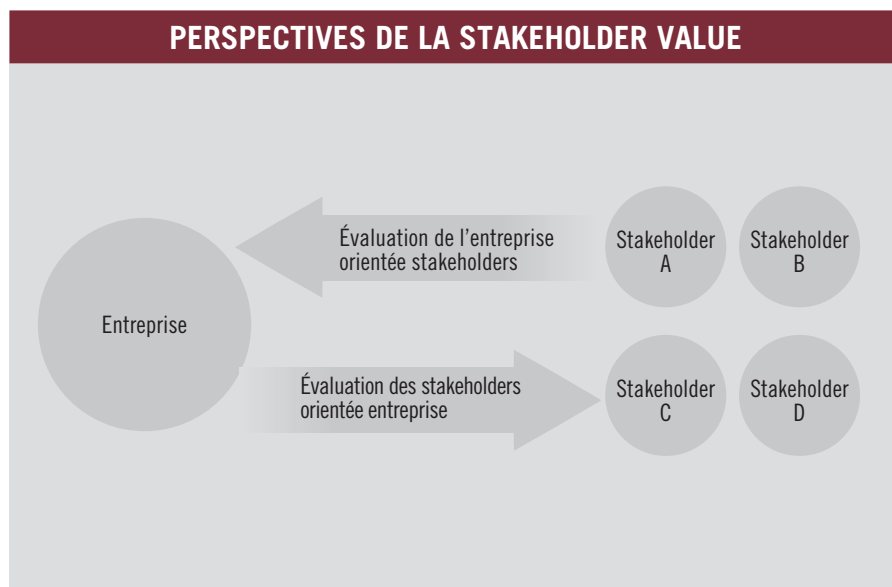 PERSPECTIVES DE LA STAKEHOLDER VALUE
Entreprise
Évaluation de l’entreprise
orientée stakeholders
Stakeholder
A
Stakeholder
B
Évaluation des stakeholders
orientée entreprise
Stakeholder
C
Stakeholder
D